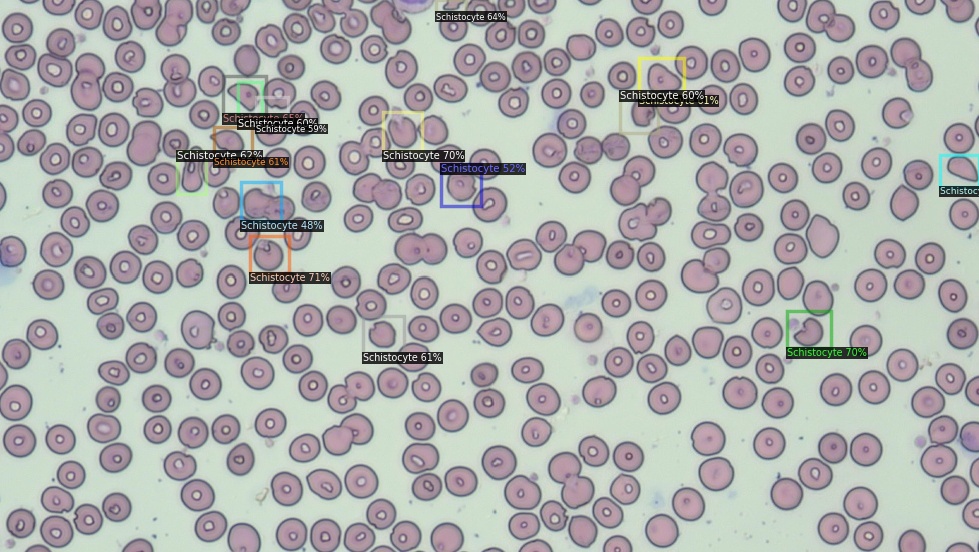 Schistocyte 64%
Schistocyte 60%
Schistocyte 61%
Schistocyte 65%
Schistocyte 60%
Schistocyte 59%
Schistocyte 62%
Schistocyte 61%
Schistocyte 70%
Schistocyte 52%
Schistoc
Schistocyte 48%
Schistocyte 71%
Schistocyte 61%
Schistocyte 70%